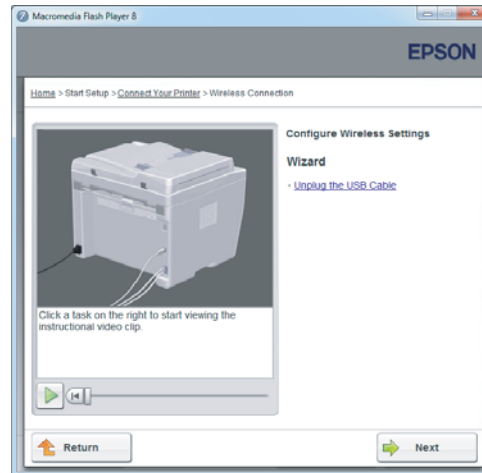 Macromedia Flash Player 8
EPSON
Home > Start Setup > Connect Your Printer > Wireless Connection
Configure Wireless Settings
Wizard
- Unplug the USB Cable
Click a task on the right to start viewing the
instructional video clip.
Return
Next